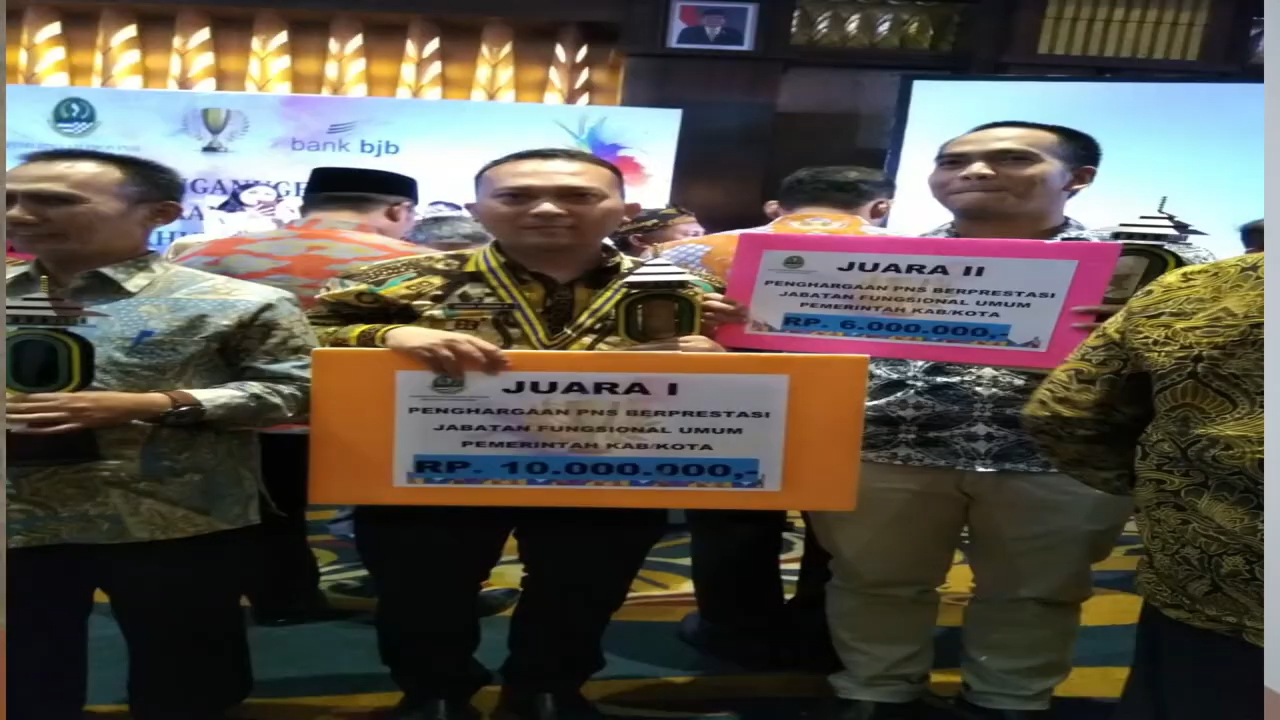 bank bjb
JUARA II
PENGHARGAAN PNS BERPRESTASI
JABATAN FUNGSIONAL UMUM
PEMERINTAH KAB/KOTA
RP. 6.000.000,-
JUARA I
PENGHARGAAN PNS BERPRESTASI
JABATAN FUNGSIONAL UMUM
PEMERINTAH KAB/KOTA
RP. 10.000.000,-